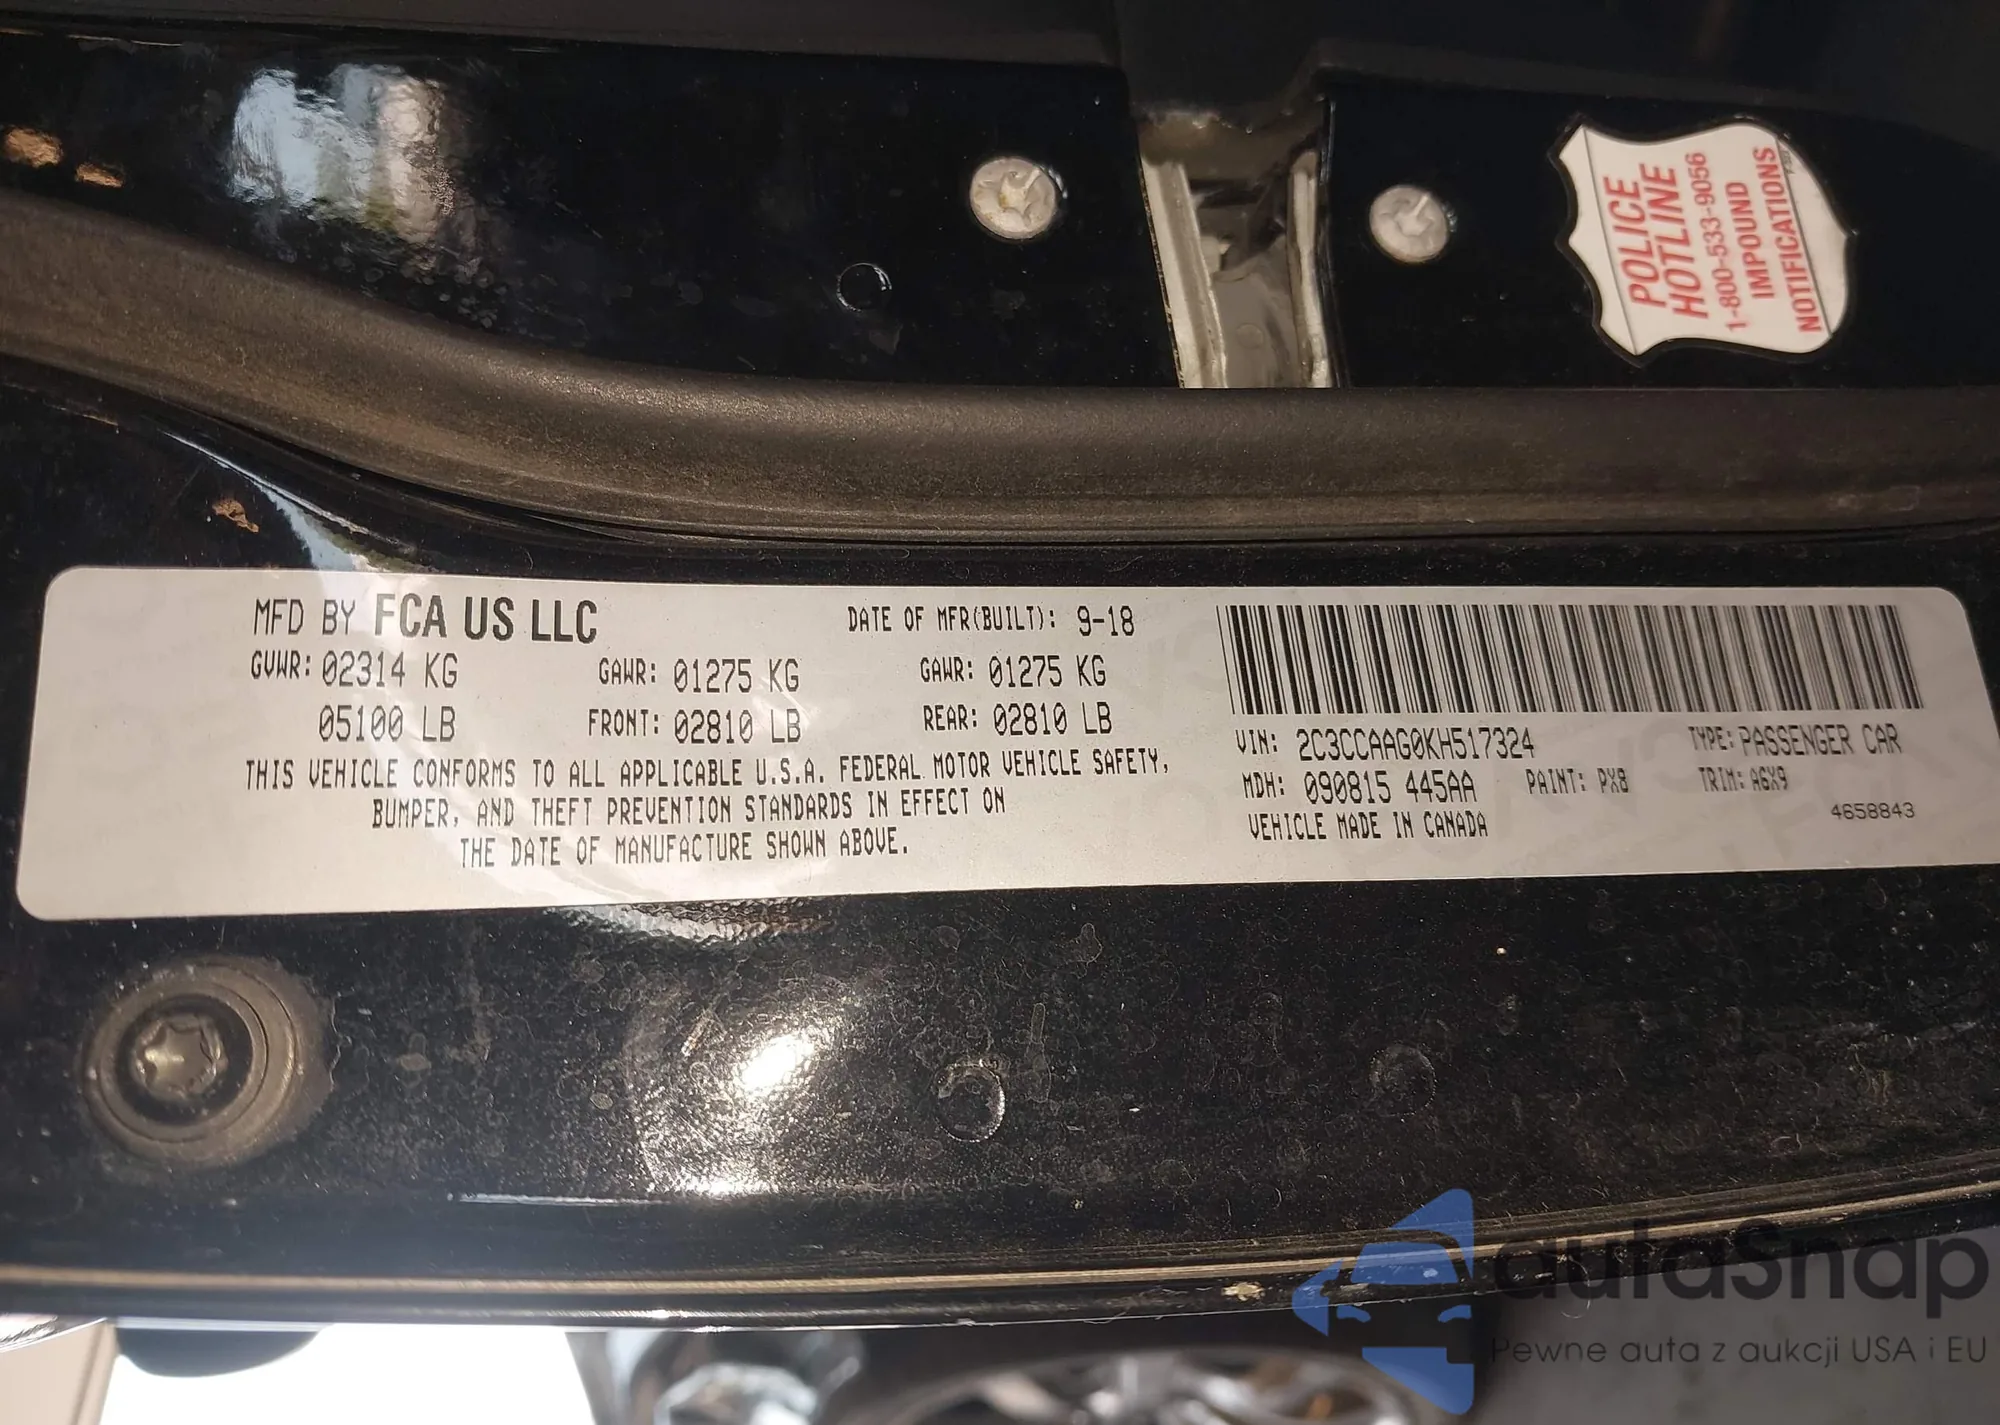 POLICE
HOTLINE
1-800-533-9056
IMPOUND
NOTIFICATIONS
MFD BY FCA US LLC
DATE OF MFR(BUILT): 9-18
GVWR: 02314 KG
GAWR: 01275 KG
GAWR: 01275 KG
05100 LB
FRONT: 02810 LB
REAR: 02810 LB
THIS VEHICLE CONFORMS TO ALL APPLICABLE U.S.A. FEDERAL MOTOR VEHICLE SAFETY,
BUMPER, AND THEFT PREVENTION STANDARDS IN EFFECT ON
THE DATE OF MANUFACTURE SHOWN ABOVE.
VIN: 2C3CCAAG0KH517324
TYPE: PASSENGER CAR
MDH: 090815 445AA
PAINT: PX8
TRIM: A6X9
VEHICLE MADE IN CANADA
4658843
autaSnap
Pewne auta z aukcji USA i EU